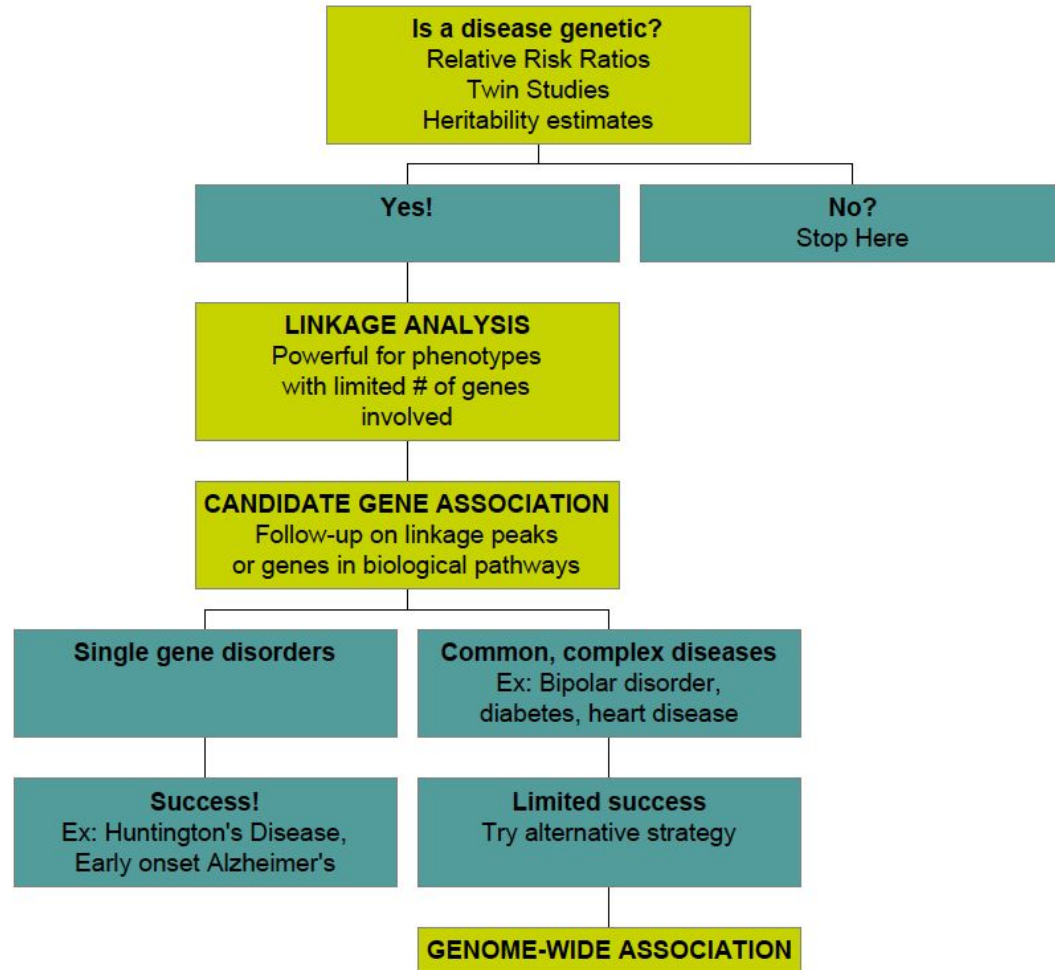 Is a disease genetic?
Relative Risk Ratios
Twin Studies
Heritability estimates
Yes!
No?
Stop Here
LINKAGE ANALYSIS
Powerful for phenotypes
with limited # of genes
involved
CANDIDATE GENE ASSOCIATION
Follow-up on linkage peaks
or genes in biological pathways
Single gene disorders
Common, complex diseases
Ex: Bipolar disorder,
diabetes, heart disease
Success!
Ex: Huntington's Disease,
Early onset Alzheimer's
Limited success
Try alternative strategy
GENOME-WIDE ASSOCIATION